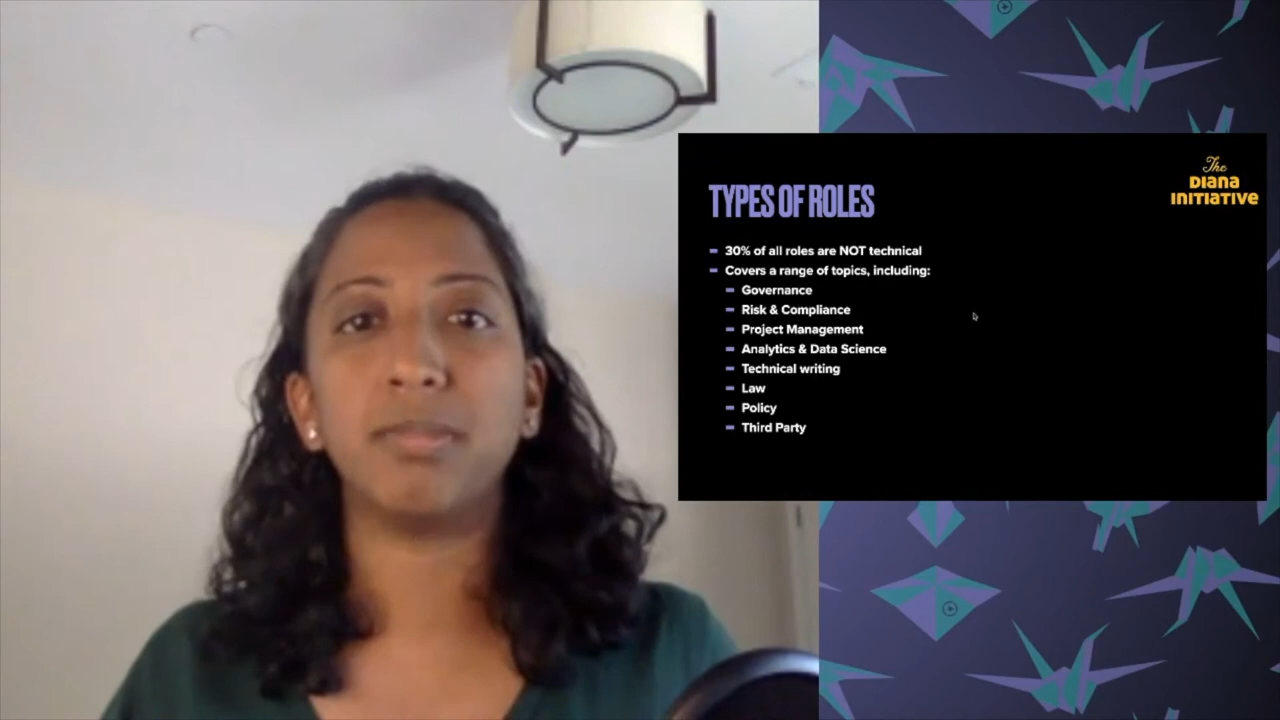 The
DIANA
INITIATIVE
TYPES OF ROLES
30% of all roles are NOT technical
Covers a range of topics, including:
Governance
Risk & Compliance
Project Management
Analytics & Data Science
Technical writing
Law
Policy
Third Party